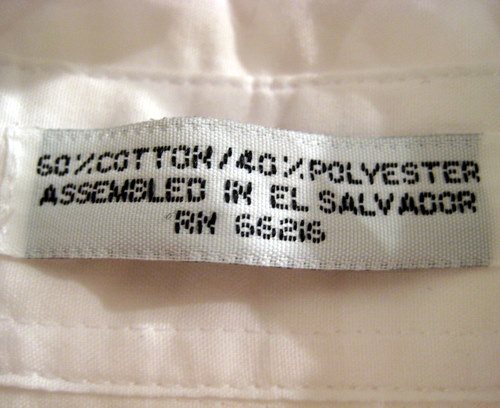 60%COTTON/40%POLYESTER
ASSEMBLED IN EL SALVADOR
RN 66216